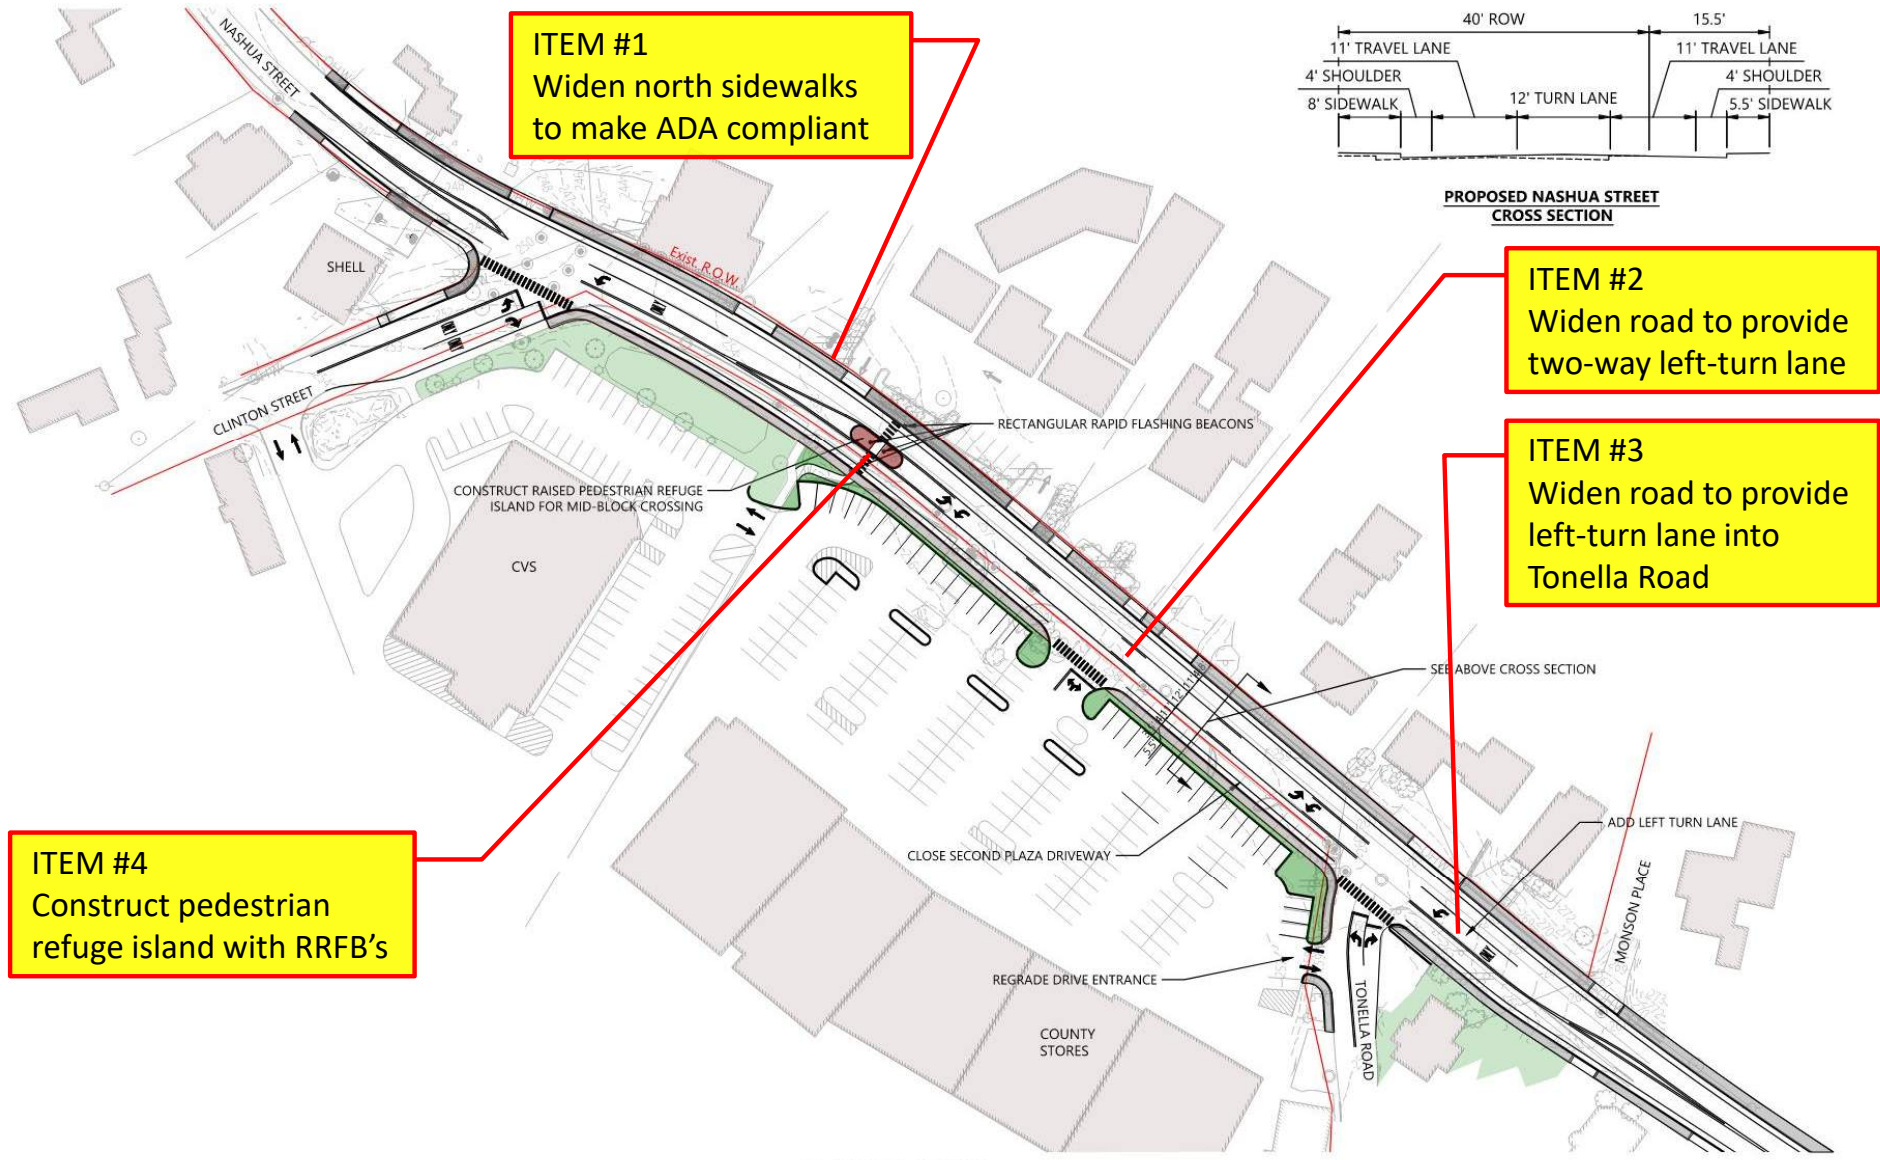 NASHUA STREET
ITEM #1
Widen north sidewalks
to make ADA compliant
40' ROW
15.5'
11' TRAVEL LANE
11' TRAVEL LANE
4' SHOULDER
4' SHOULDER
8' SIDEWALK
12' TURN LANE
5.5' SIDEWALK
PROPOSED NASHUA STREET
CROSS SECTION
ITEM #2
Widen road to provide
two-way left-turn lane
Exist. R.O.W.
SHELL
CLINTON STREET
RECTANGULAR RAPID FLASHING BEACONS
ITEM #3
Widen road to provide
left-turn lane into
Tonella Road
CONSTRUCT RAISED PEDESTRIAN REFUGE
ISLAND FOR MID-BLOCK CROSSING
CVS
SEE ABOVE CROSS SECTION
ADD LEFT TURN LANE
CLOSE SECOND PLAZA DRIVEWAY
ITEM #4
Construct pedestrian
refuge island with RRFB's
MONSON PLACE
REGRADE DRIVE ENTRANCE
TONELLA ROAD
COUNTY
STORES